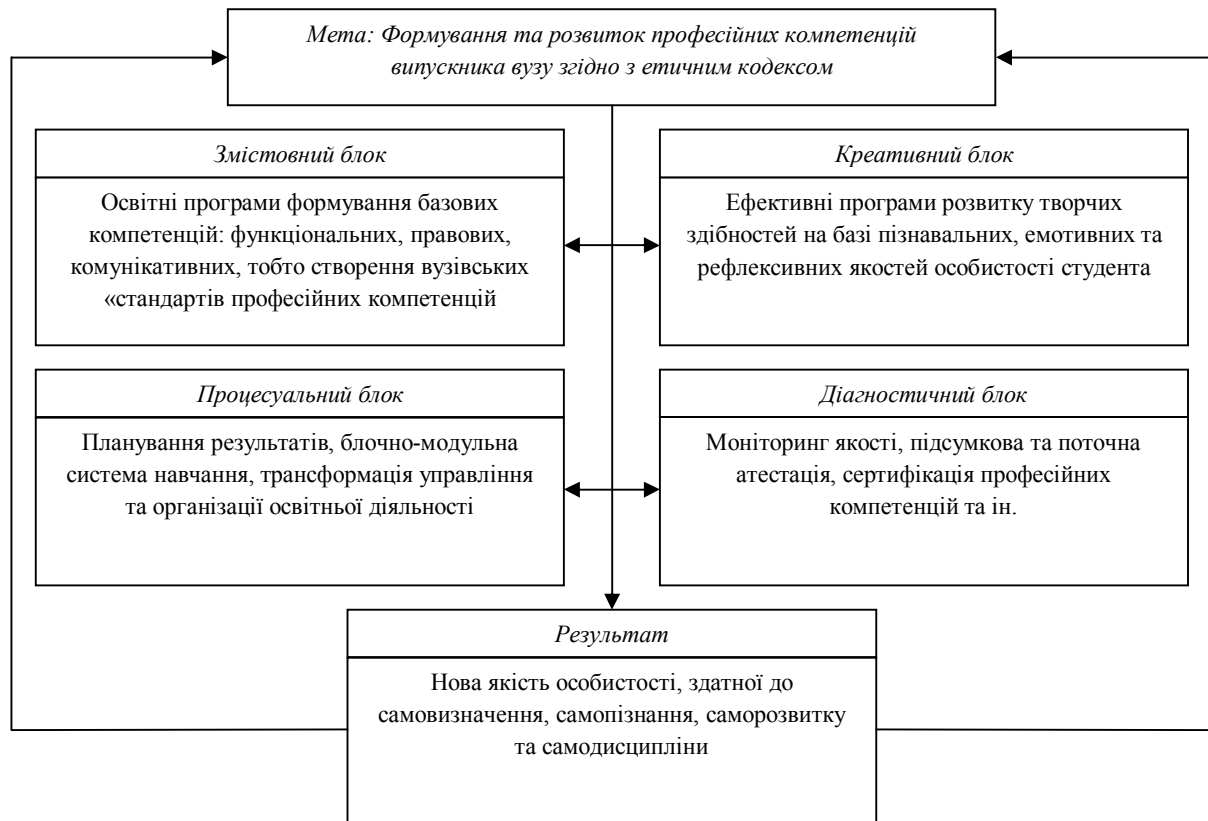 Мета: Формування та розвиток професійних компетенцій
випускника вузу згідно з етичним кодексом
Змістовний блок
Освітні програми формування базових
компетенцій: функціональних, правових,
комунікативних, тобто створення вузівських
«стандартів професійних компетенцій
Креативний блок
Ефективні програми розвитку творчих
здібностей на базі пізнавальних, емотивних та
рефлексивних якостей особистості студента
Процесуальний блок
Планування результатів, блочно-модульна
система навчання, трансформація управління
та організації освітньої діяльності
Діагностичний блок
Моніторинг якості, підсумкова та поточна
атестація, сертифікація професійних
компетенцій та ін.
Результат
Нова якість особистості, здатної до
самовизначення, самопізнання, саморозвитку
та самодисципліни